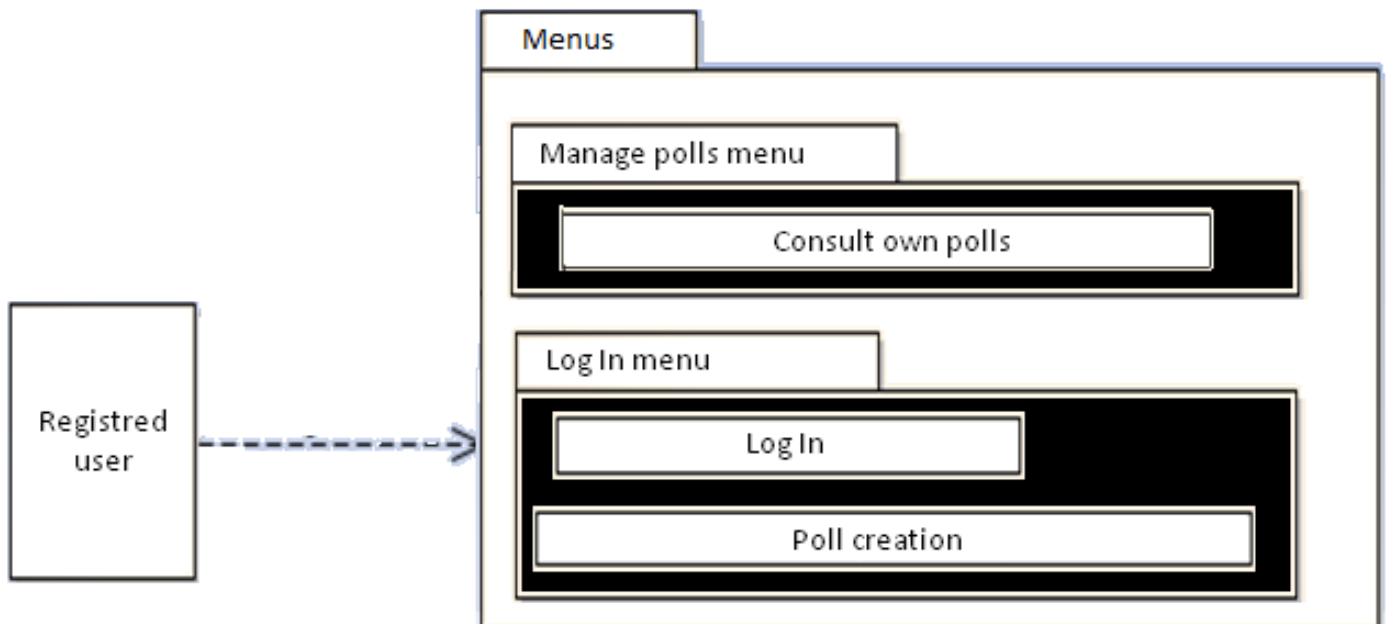 Menus
Manage polls menu
Consult own polls
Log In menu
Registred
user
Log In
Poll creation